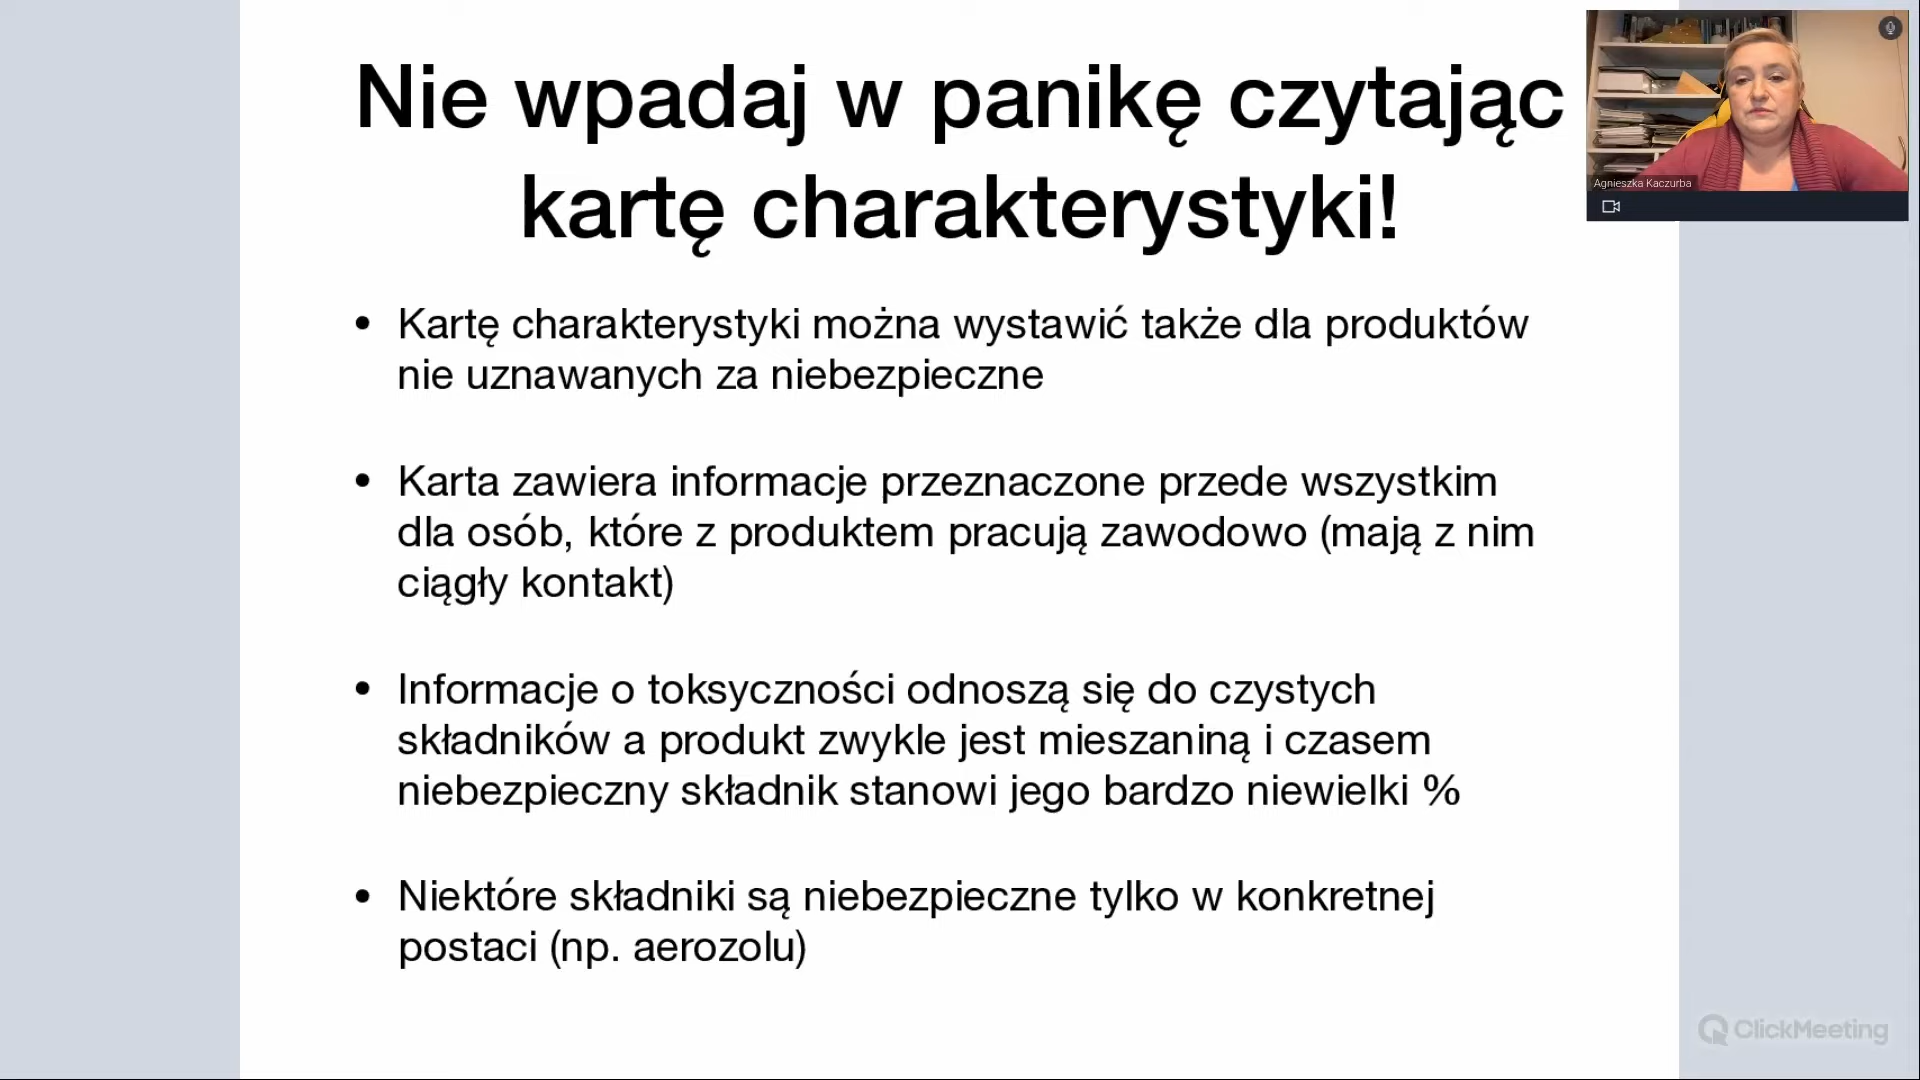 Nie wpadaj w panikę czytając
kartę charakterystyki!
Agnieszka Kaczurba
• Kartę charakterystyki można wystawić także dla produktów
nie uznawanych za niebezpieczne
• Karta zawiera informacje przeznaczone przede wszystkim
dla osób, które z produktem pracują zawodowo (mają z nim
ciągły kontakt)
• Informacje o toksyczności odnoszą się do czystych
składników a produkt zwykle jest mieszaniną i czasem
niebezpieczny składnik stanowi jego bardzo niewielki %
• Niektóre składniki są niebezpieczne tylko w konkretnej
postaci (np. aerozolu)
ClickMeeting